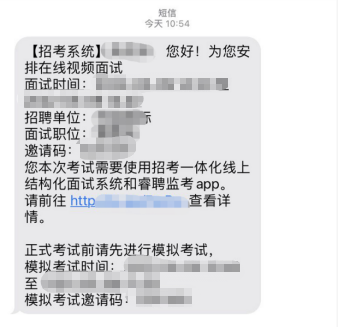 短信
今天 10:54
【招考系统】 您好！为您安
排在线视频面试
面试时间：
招聘单位：
面试职位：
邀请码：
您本次考试需要使用招考一体化线上
结构化面试系统和睿聘监考app。
请前往 http 查看详
情。
正式考试前请先进行模拟考试，
模拟考试时间：
至
模拟考试邀请码：